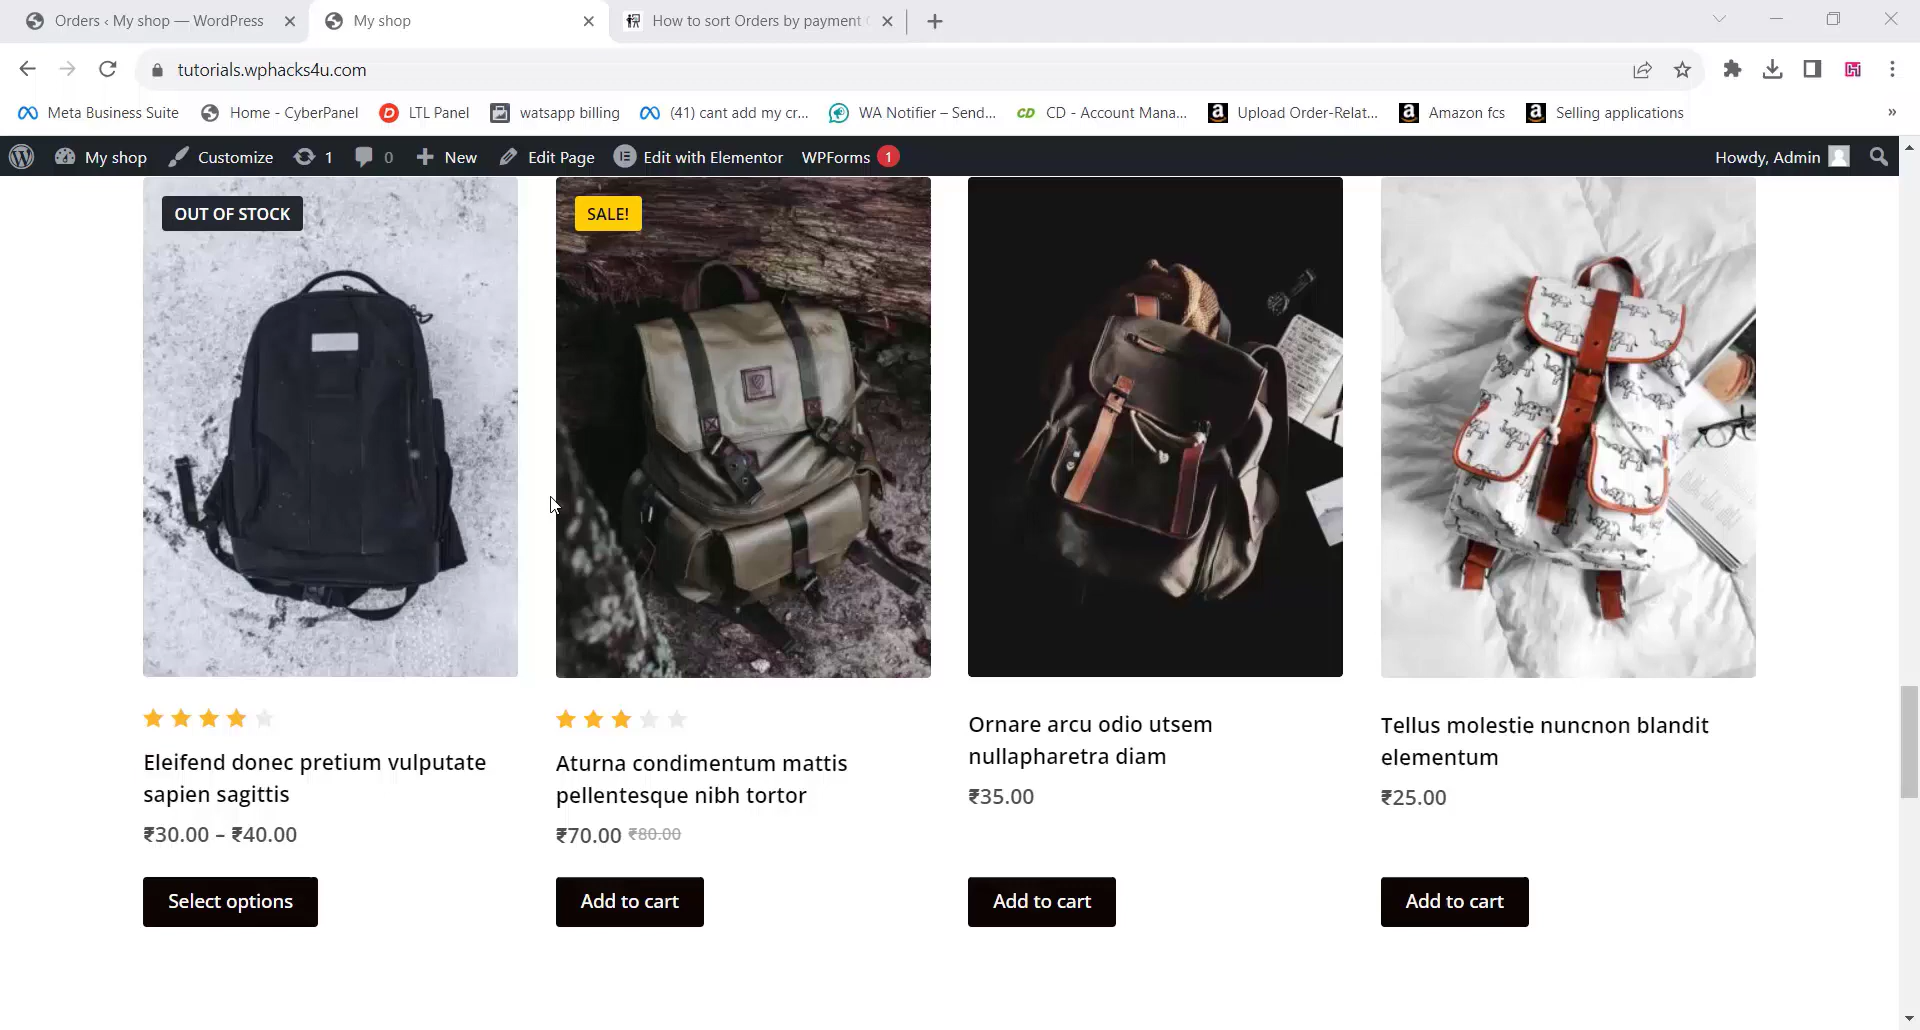 Orders ‹ My shop — WordPress
My shop
How to sort Orders by payment
tutorials.wphacks4u.com
Meta Business Suite
Home - CyberPanel
LTL Panel
watsapp billing
(41) cant add my cr...
WA Notifier – Send...
CD - Account Mana...
Upload Order-Relat...
Amazon fcs
Selling applications
»
My shop
Customize
1
0
New
Edit Page
Edit with Elementor
WPForms 1
Howdy, Admin
OUT OF STOCK
SALE!
Eleifend donec pretium vulputate
sapien sagittis
₹30.00 – ₹40.00
Select options
Aturna condimentum mattis
pellentesque nibh tortor
₹70.00 ₹80.00
Add to cart
Ornare arcu odio utsem
nullapharetra diam
₹35.00
Add to cart
Tellus molestie nuncnon blandit
elementum
₹25.00
Add to cart